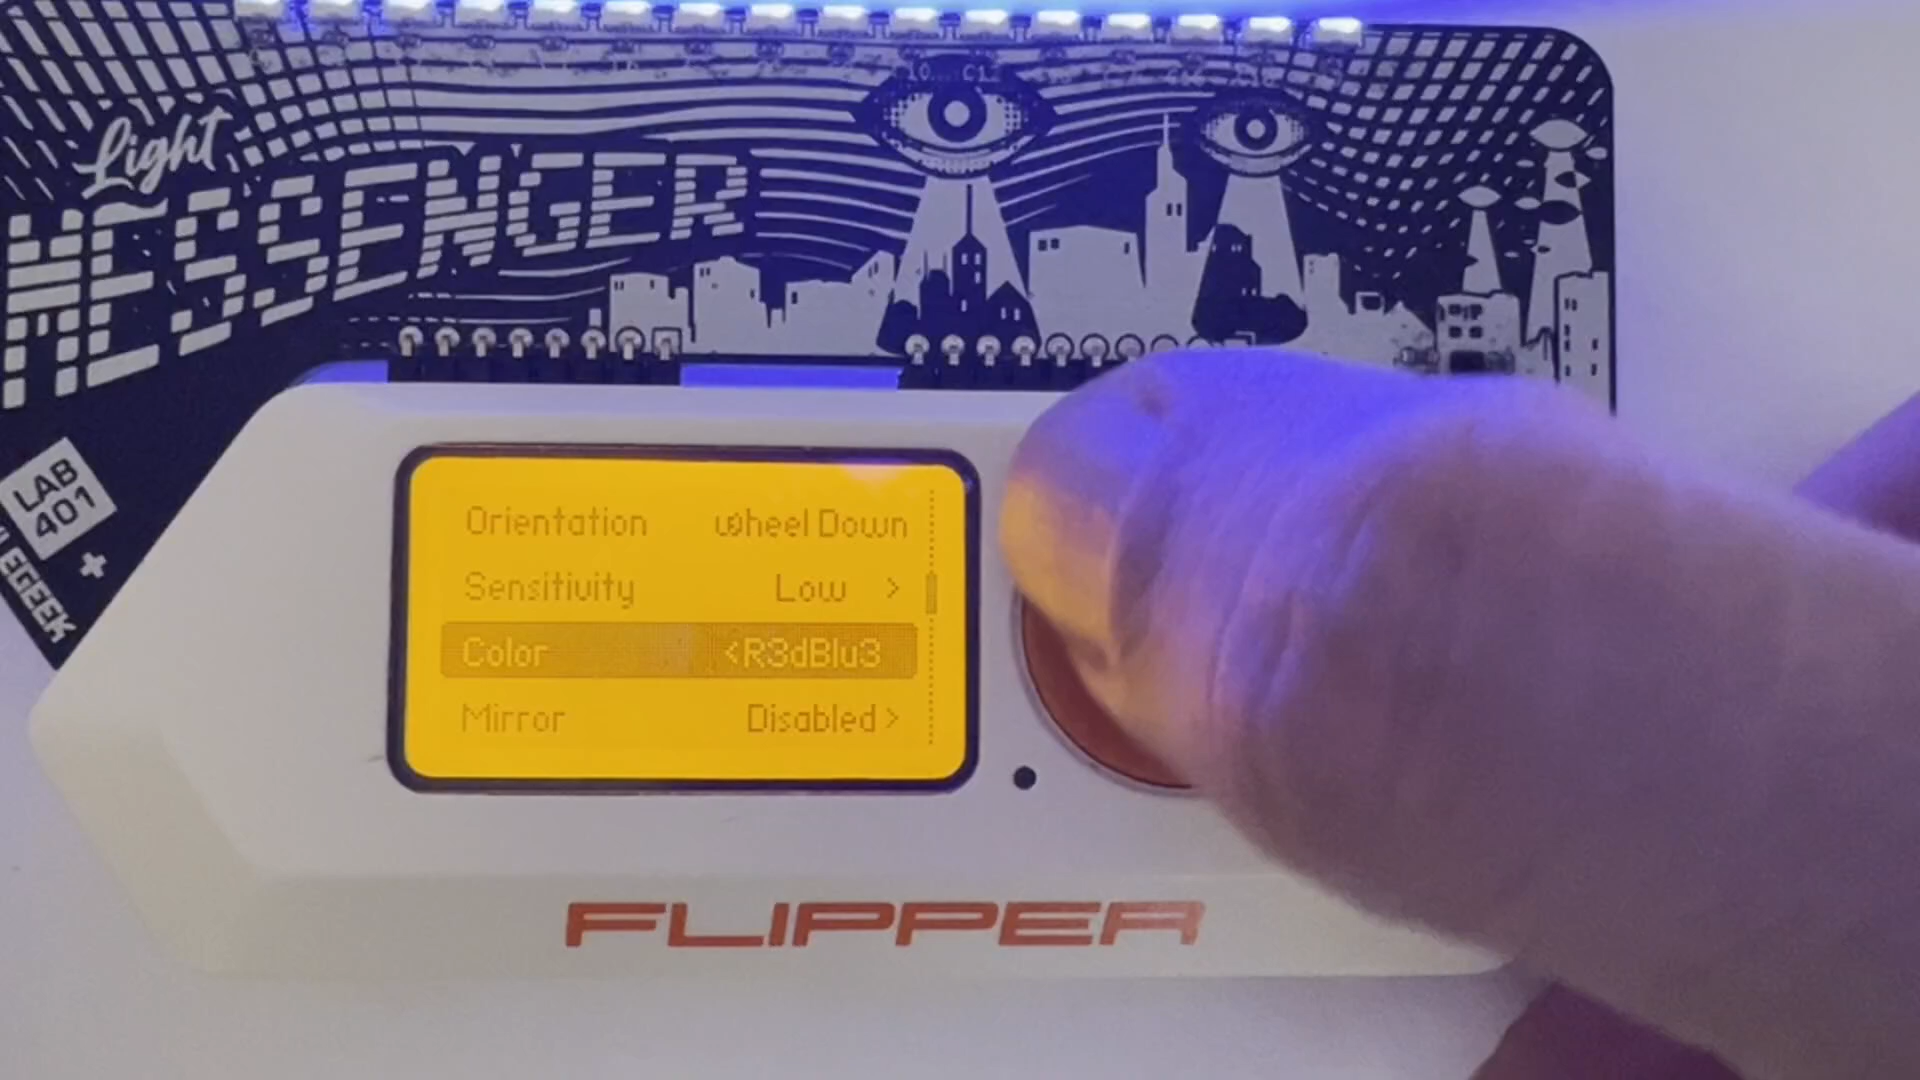 Light
MESSENGER
LAB
401
+
Orientation wheel Down
Sensitivity Low >
Color <R3dBlu3
Mirror Disabled >
FLIPPER